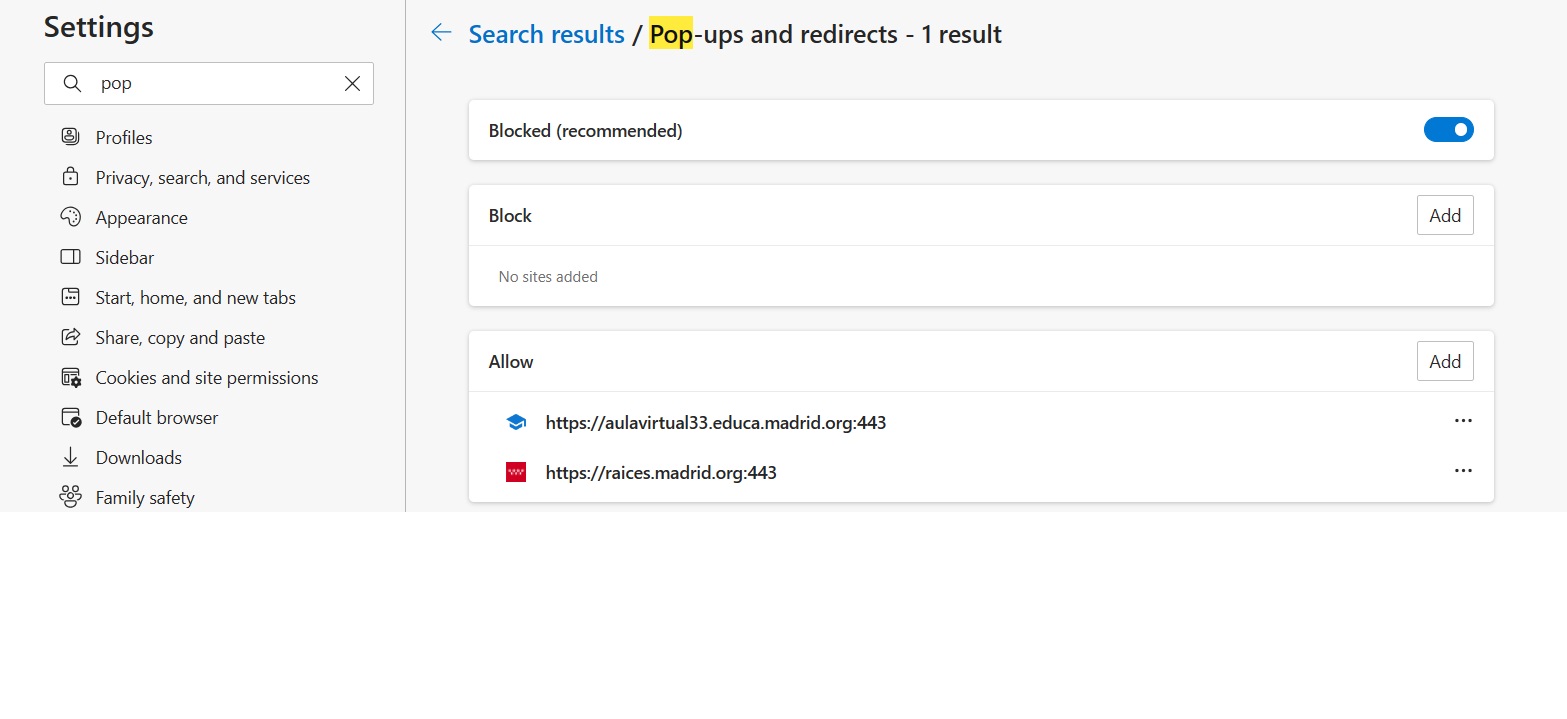 Settings
pop
Profiles
Privacy, search, and services
Appearance
Sidebar
Start, home, and new tabs
Share, copy and paste
Cookies and site permissions
Default browser
Downloads
Family safety
Search results / Pop-ups and redirects - 1 result
Blocked (recommended)
Block Add
No sites added
Allow Add
https://aulavirtual33.educa.madrid.org:443
https://raices.madrid.org:443